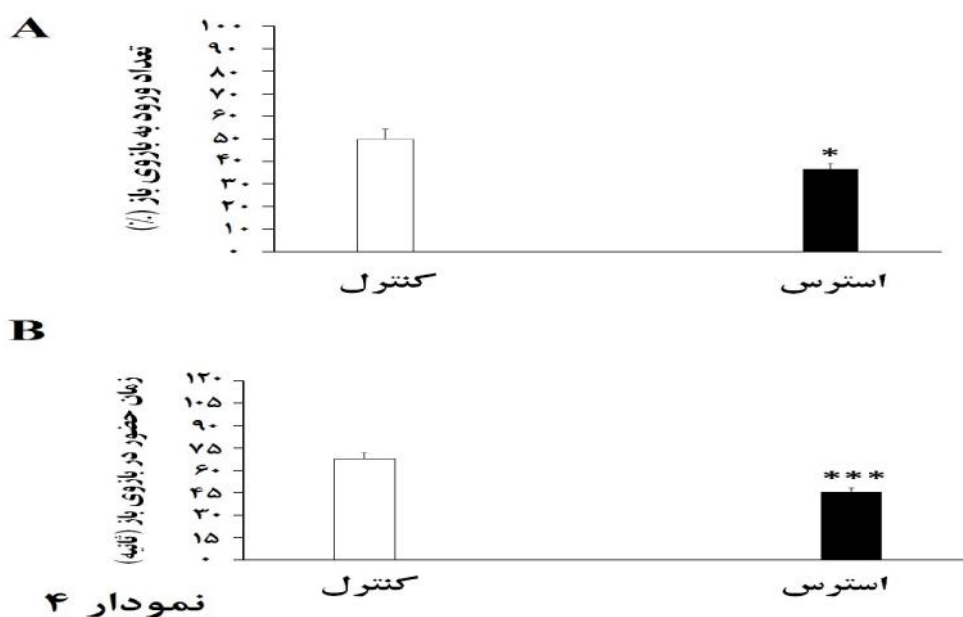 A
تعداد ورود به بازوی باز (٪)
۱۰۰
۹۰
۸۰
۷۰
۶۰
۵۰
۴۰
۳۰
۲۰
۱۰
۰
*
کنترل
استرس
B
زمان حضور در بازوی باز (ثانیه)
۱۲۰
۱۰۵
۹۰
۷۵
۶۰
۴۵
۳۰
۱۵
۰
***
کنترل
استرس
نمودار ۴